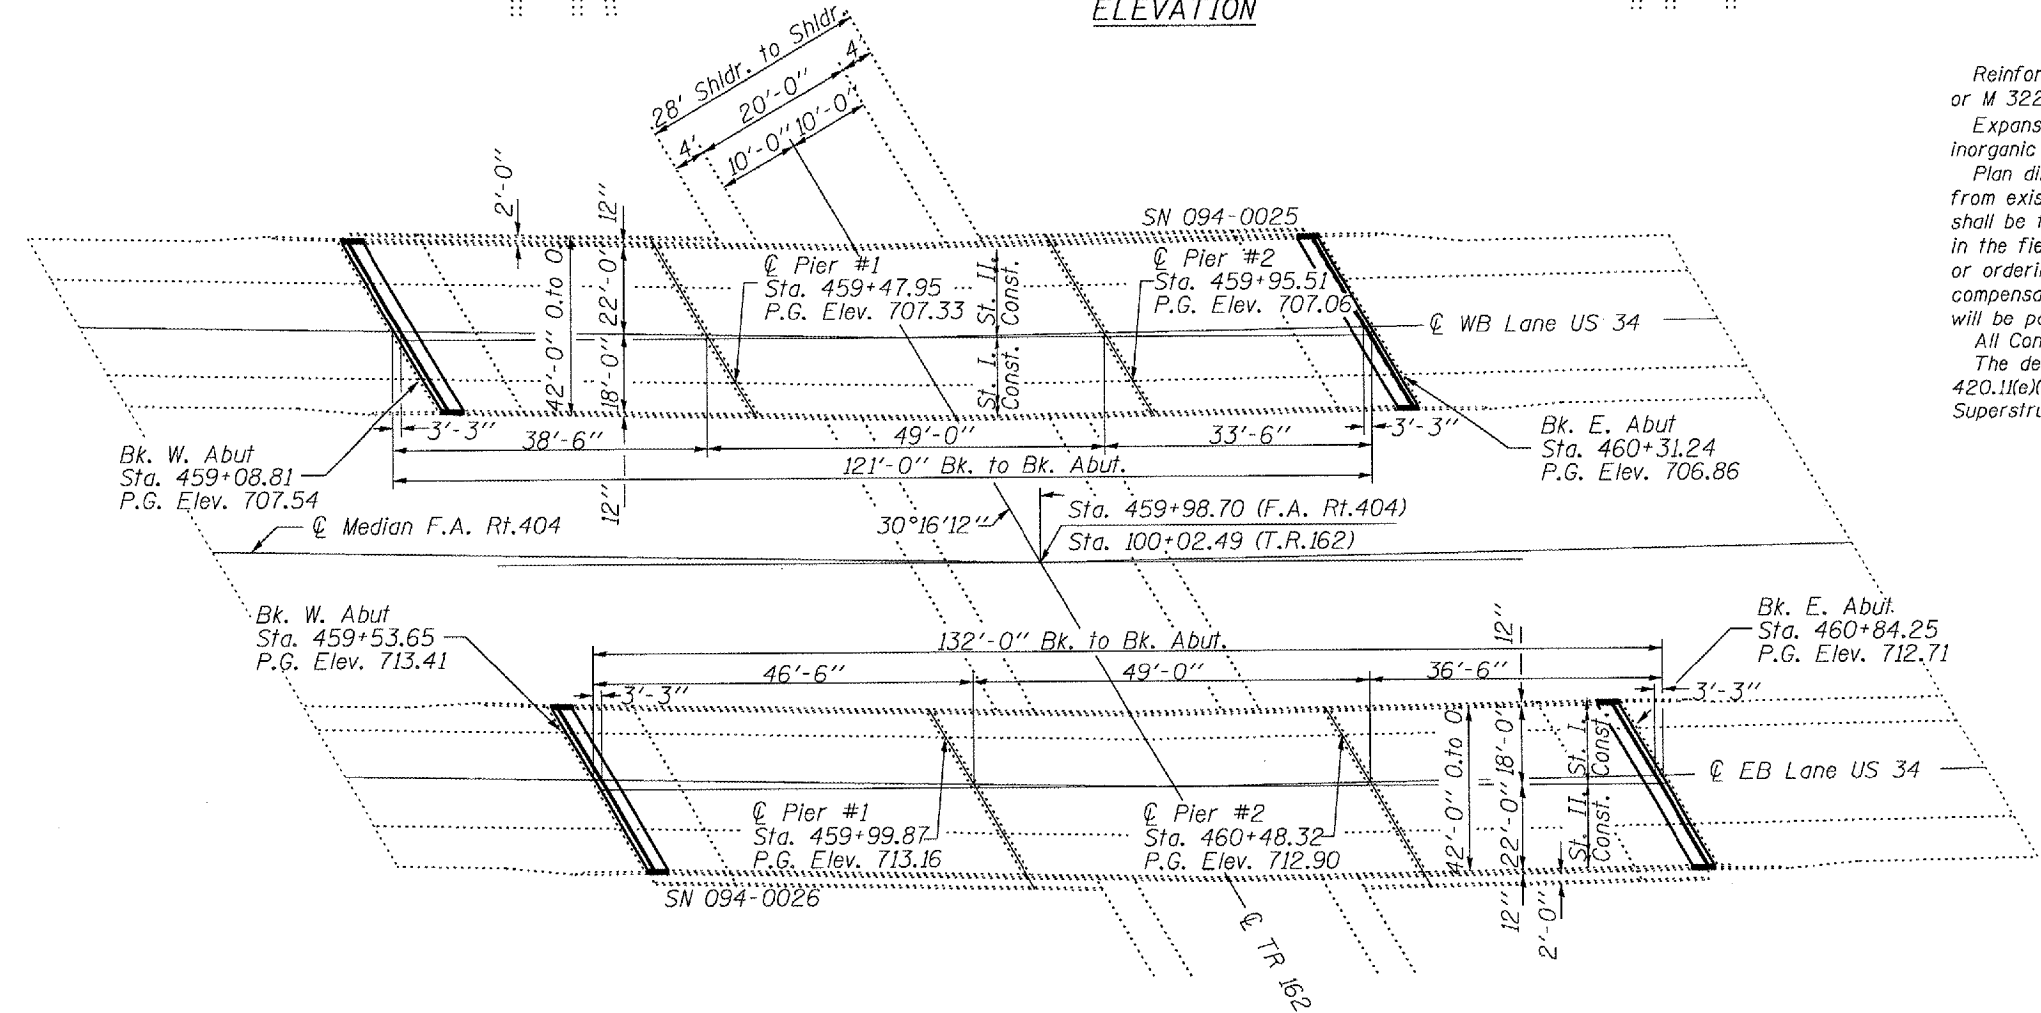 ELEVATION
28' Shldr. to Shldr.
4'
20'-0"
4'
10'-0"
10'-0"
2'-0"
12"
SN 094-0025
℄ Pier #1
Sta. 459+47.95
P.G. Elev. 707.33
℄ Pier #2
Sta. 459+95.51
P.G. Elev. 707.06
42'-0" O.to O.
22'-0"
18'-0"
St. II.
Const.
St. I.
Const.
℄ WB Lane US 34
3'-3"
38'-6"
49'-0"
33'-6"
3'-3"
121'-0" Bk. to Bk. Abut.
12"
Bk. W. Abut
Sta. 459+08.81
P.G. Elev. 707.54
Bk. E. Abut
Sta. 460+31.24
P.G. Elev. 706.86
℄ Median F.A. Rt.404
30°16'12"
Sta. 459+98.70 (F.A. Rt.404)
Sta. 100+02.49 (T.R.162)
Bk. W. Abut
Sta. 459+53.65
P.G. Elev. 713.41
132'-0" Bk. to Bk. Abut.
46'-6"
49'-0"
36'-6"
3'-3"
12"
Bk. E. Abut.
Sta. 460+84.25
P.G. Elev. 712.71
3'-3"
℄ Pier #1
Sta. 459+99.87
P.G. Elev. 713.16
℄ Pier #2
Sta. 460+48.32
P.G. Elev. 712.90
42'-0" O.to O.
18'-0"
22'-0"
St. I.
Const.
St. II.
Const.
℄ EB Lane US 34
SN 094-0026
12"
2'-0"
℄ TR 162
Reinfor
or M 322
Expans
inorganic
Plan di
from exis
shall be
in the fie
or orderi
compensa
will be pa
All Con
The de
420.11(e)(
Superstru